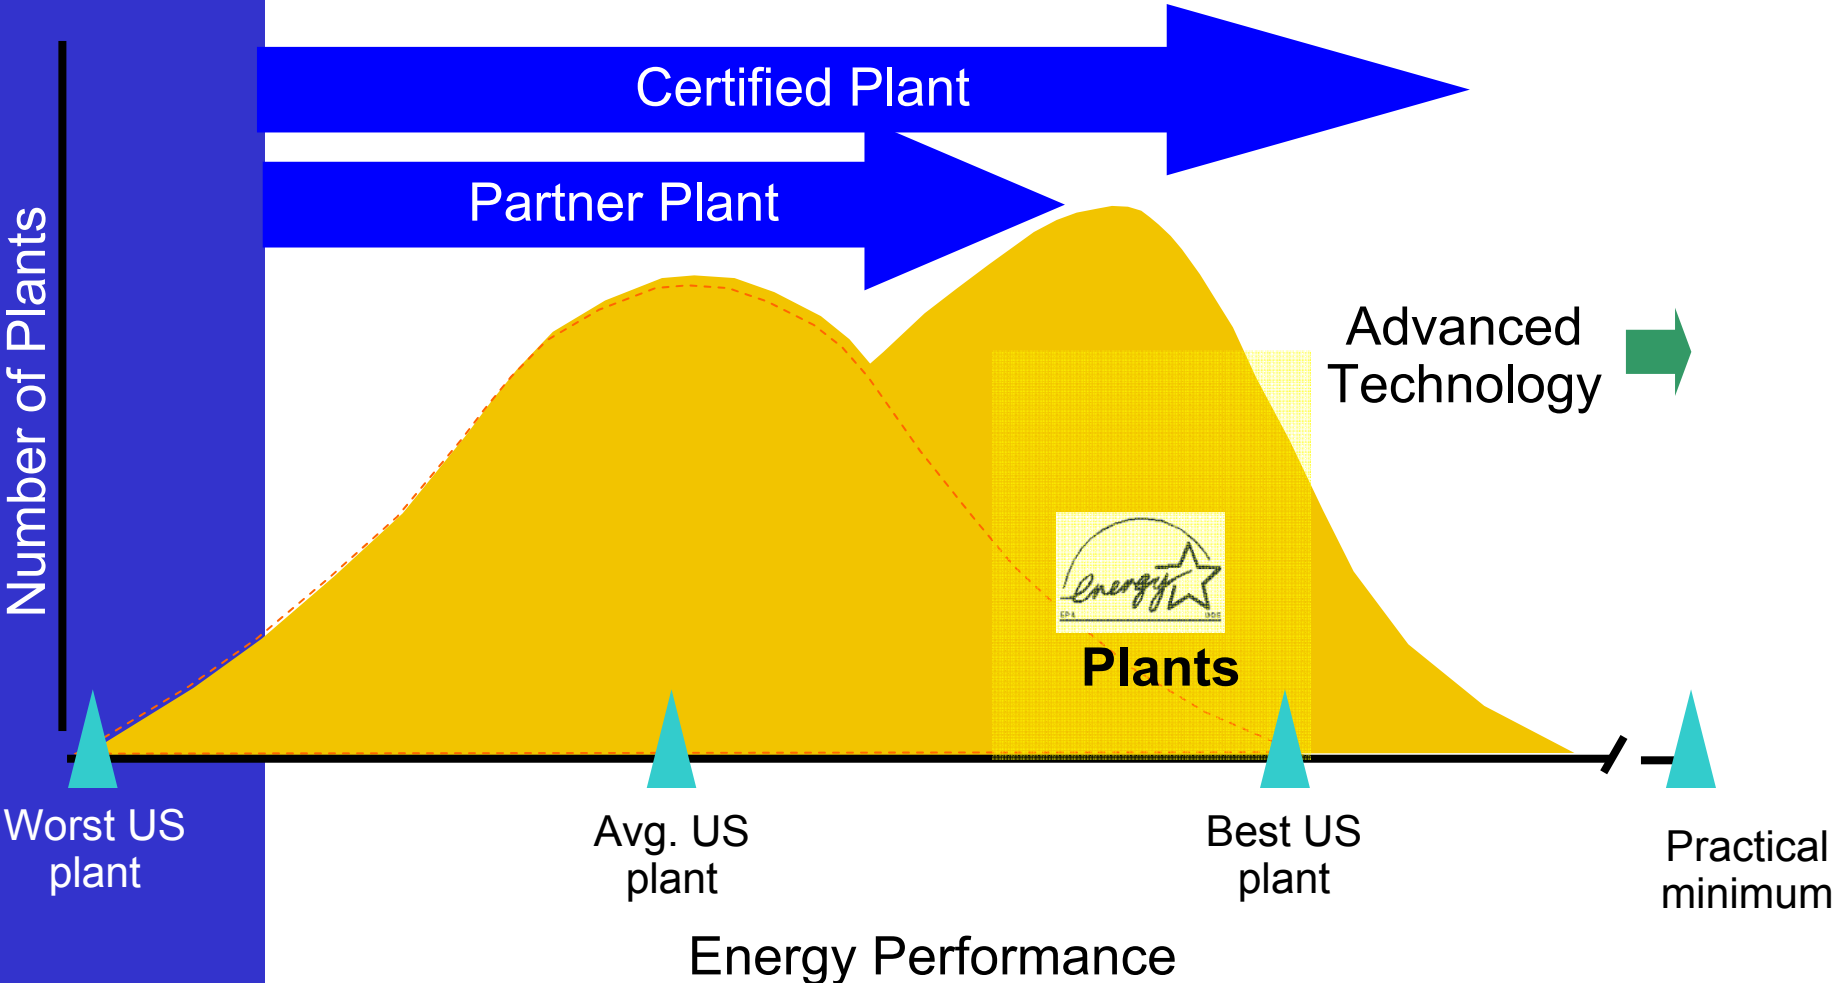 Certified Plant
Partner Plant
Number of Plants
Advanced
Technology
energy
EPA
Plants
Worst US
plant
Avg. US
plant
Best US
plant
Practical
minimum
Energy Performance